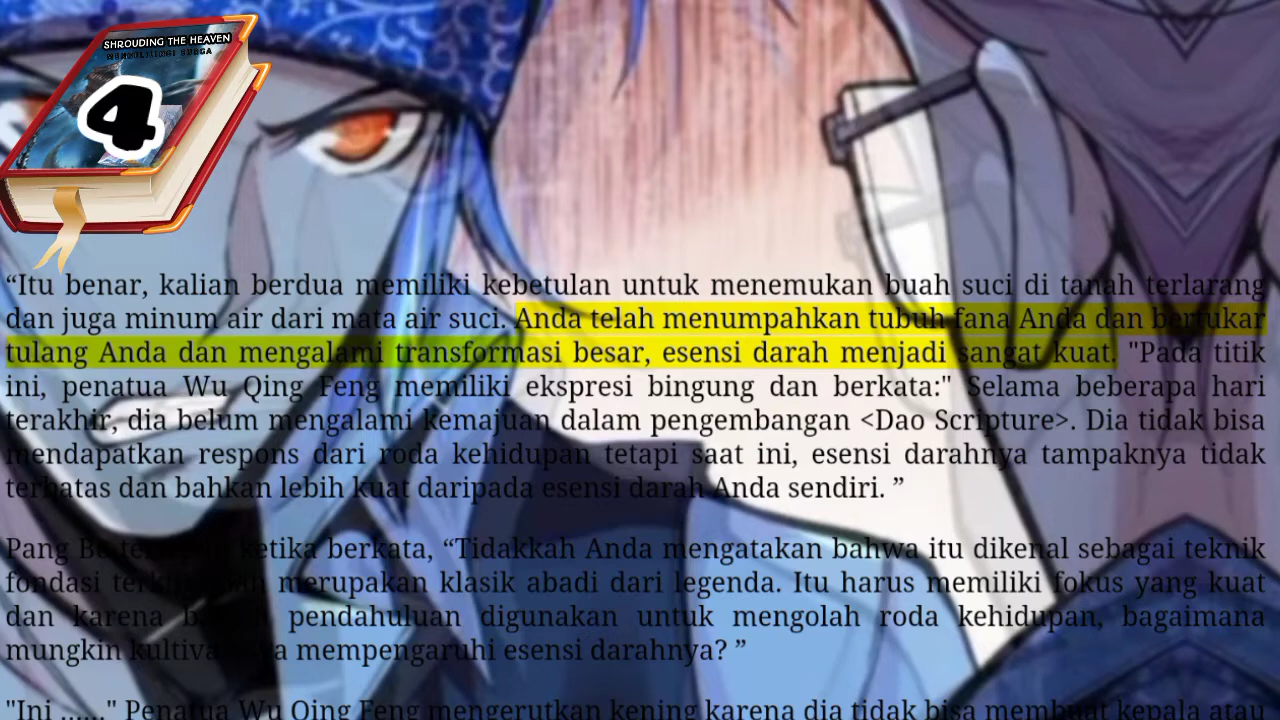 SHROUDING THE HEAVEN
4
“Itu benar, kalian berdua memiliki kebetulan untuk menemukan buah suci di tanah terlarang
dan juga minum air dari mata air suci. Anda telah menumpahkan tubuh fana Anda dan bertukar
tulang Anda dan mengalami transformasi besar, esensi darah menjadi sangat kuat. "Pada titik
ini, penatua Wu Qing Feng memiliki ekspresi bingung dan berkata:" Selama beberapa hari
terakhir, dia belum mengalami kemajuan dalam pengembangan <Dao Scripture>. Dia tidak bisa
mendapatkan respons dari roda kehidupan tetapi saat ini, esensi darahnya tampaknya tidak
terbatas dan bahkan lebih kuat daripada esensi darah Anda sendiri. ”
Pang ketika berkata, “Tidakkah Anda mengatakan bahwa itu dikenal sebagai teknik
fondasi merupakan klasik abadi dari legenda. Itu harus memiliki fokus yang kuat
dan karena pendahuluan digunakan untuk mengolah roda kehidupan, bagaimana
mungkin mempengaruhi esensi darahnya? ”
"Ini ......" Penatua Wu Qing Feng mengerutkan kening karena dia tidak bisa membuat kepala atau